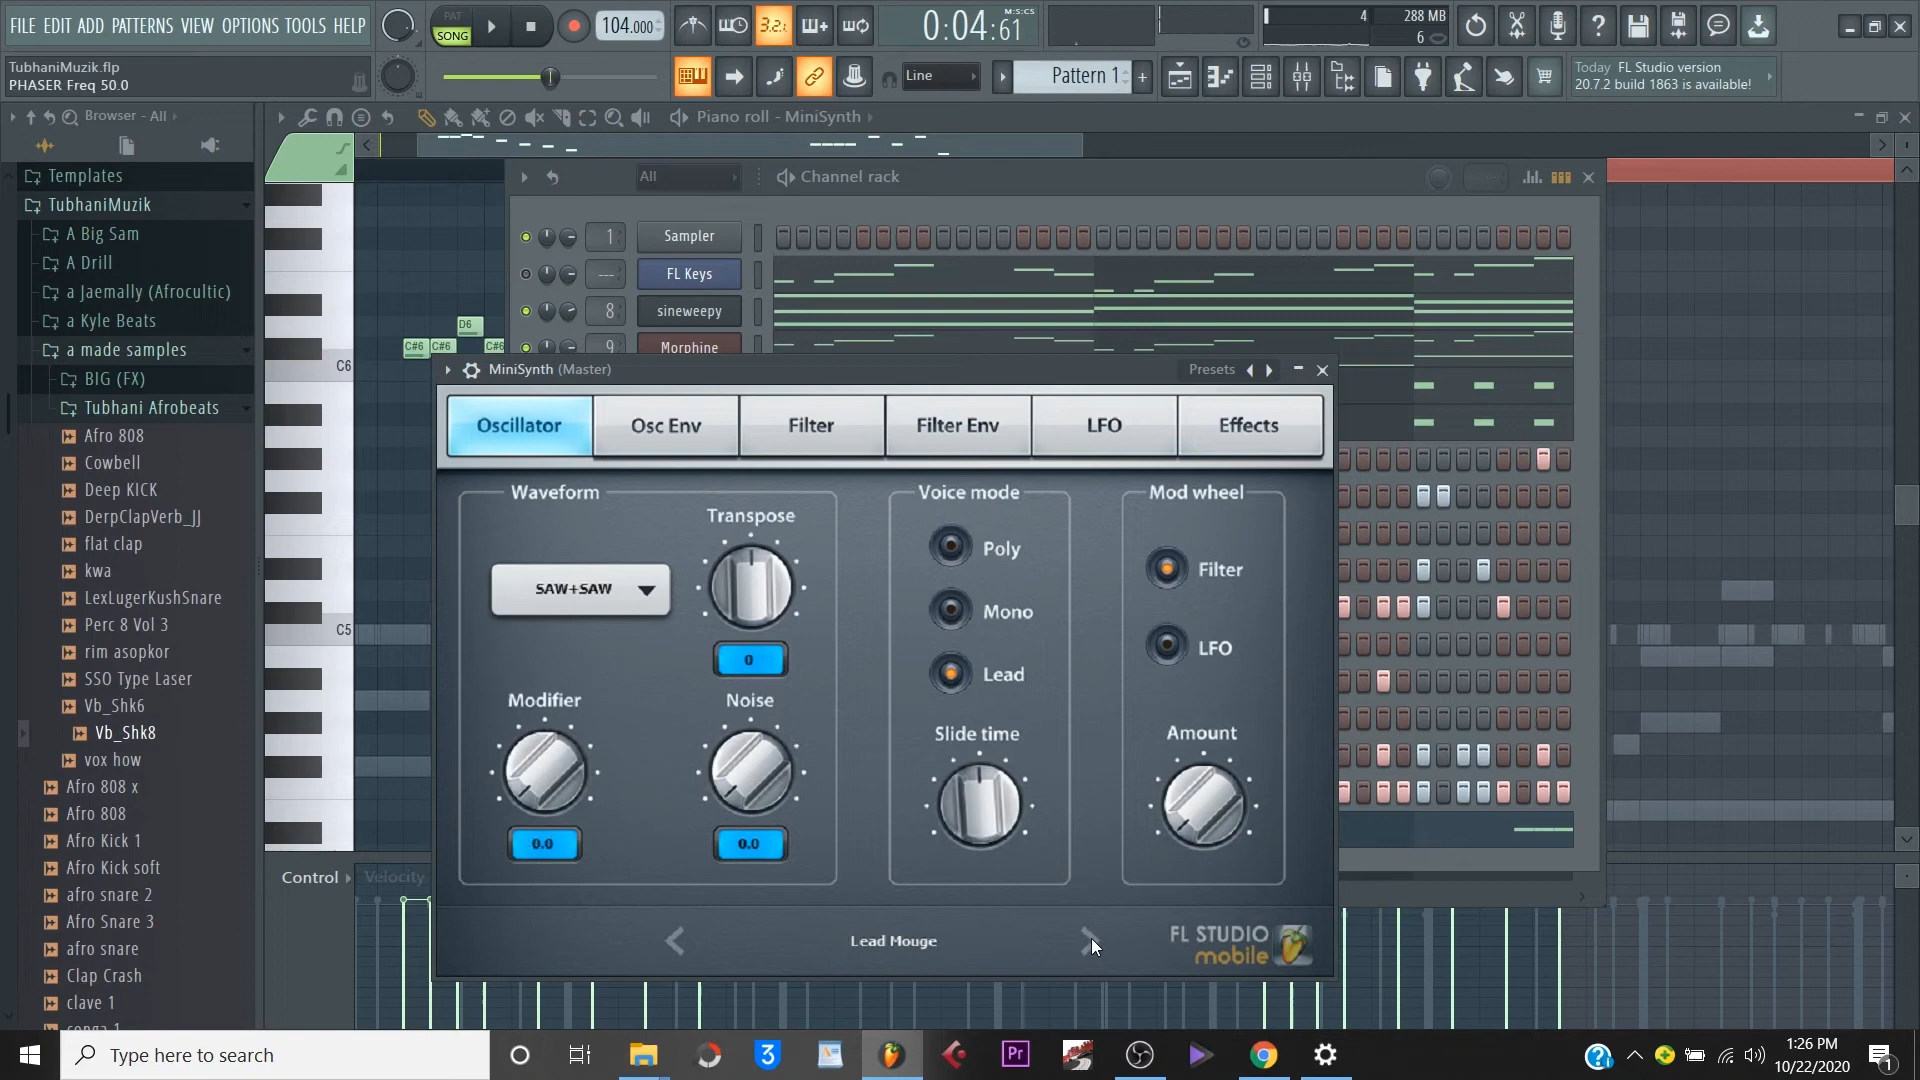 FILE EDIT ADD PATTERNS VIEW OPTIONS TOOLS HELP
PAT
SONG
104.000
3.2.
0:04:61
M:S:CS
4
288 MB
6
TubhaniMuzik.flp
PHASER Freq 50.0
Line
Pattern 1
Today FL Studio version
20.7.2 build 1863 is available!
Browser - All
Piano roll - MiniSynth
Templates
TubhaniMuzik
A Big Sam
A Drill
a Jaemally (Afrocultic)
a Kyle Beats
a made samples
BIG (FX)
Tubhani Afrobeats
Afro 808
Cowbell
Deep KICK
DerpClapVerb_JJ
flat clap
kwa
LexLugerKushSnare
Perc 8 Vol 3
rim asopkor
SSO Type Laser
Vb_Shk6
Vb_Shk8
vox how
Afro 808 x
Afro 808
Afro Kick 1
Afro Kick soft
afro snare 2
Afro Snare 3
afro snare
Clap Crash
clave 1
conga 1
C6
C5
D6
C#6
C#6
C#6
Control
Velocity
All
Channel rack
1
Sampler
---
FL Keys
8
sineweepy
9
Morphine
MiniSynth (Master)
Presets
Oscillator
Osc Env
Filter
Filter Env
LFO
Effects
Waveform
Transpose
SAW+SAW
0
Modifier
Noise
0.0
0.0
Voice mode
Poly
Mono
Lead
Slide time
Mod wheel
Filter
LFO
Amount
Lead Mouge
FL STUDIO
mobile
Type here to search
3
Pr
1:26 PM
10/22/2020
1